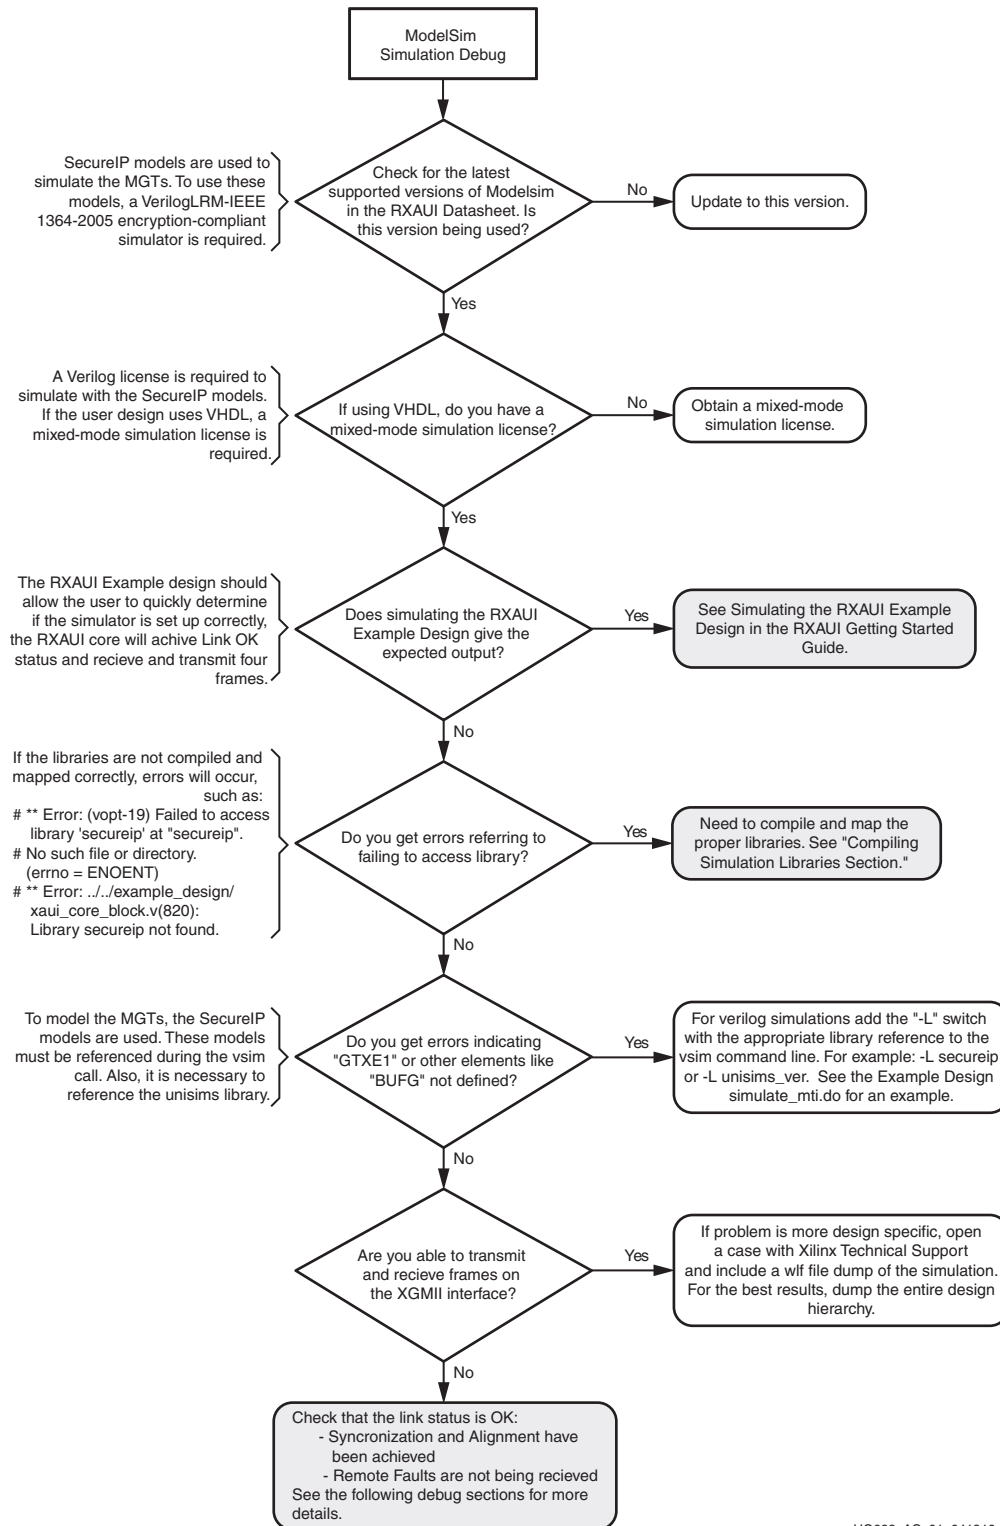 ModelSim
Simulation Debug
SecureIP models are used to
simulate the MGTs. To use these
models, a VerilogLRM-IEEE
1364-2005 encryption-compliant
simulator is required.
Check for the latest
supported versions of Modelsim
in the RXAUI Datasheet. Is
this version being used?
No
Update to this version.
Yes
A Verilog license is required to
simulate with the SecureIP models.
If the user design uses VHDL, a
mixed-mode simulation license is
required.
If using VHDL, do you have a
mixed-mode simulation license?
No
Obtain a mixed-mode
simulation license.
Yes
The RXAUI Example design should
allow the user to quickly determine
if the simulator is set up correctly,
the RXAUI core will achive Link OK
status and recieve and transmit four
frames.
Does simulating the RXAUI
Example Design give the
expected output?
Yes
See Simulating the RXAUI Example
Design in the RXAUI Getting Started
Guide.
No
If the libraries are not compiled and
mapped correctly, errors will occur,
such as:
# ** Error: (vopt-19) Failed to access
library 'secureip' at "secureip".
# No such file or directory.
(errno = ENOENT)
# ** Error: ../../example_design/
xaui_core_block.v(820):
Library secureip not found.
Do you get errors referring to
failing to access library?
Yes
Need to compile and map the
proper libraries. See "Compiling
Simulation Libraries Section."
No
To model the MGTs, the SecureIP
models are used. These models
must be referenced during the vsim
call. Also, it is necessary to
reference the unisims library.
Do you get errors indicating
"GTXE1" or other elements like
"BUFG" not defined?
Yes
For verilog simulations add the "-L" switch
with the appropriate library reference to the
vsim command line. For example: -L secureip
or -L unisims_ver. See the Example Design
simulate_mti.do for an example.
No
Are you able to transmit
and recieve frames on
the XGMII interface?
Yes
If problem is more design specific, open
a case with Xilinx Technical Support
and include a wlf file dump of the simulation.
For the best results, dump the entire design
hierarchy.
No
Check that the link status is OK:
- Syncronization and Alignment have
been achieved
- Remote Faults are not being recieved
See the following debug sections for more
details.